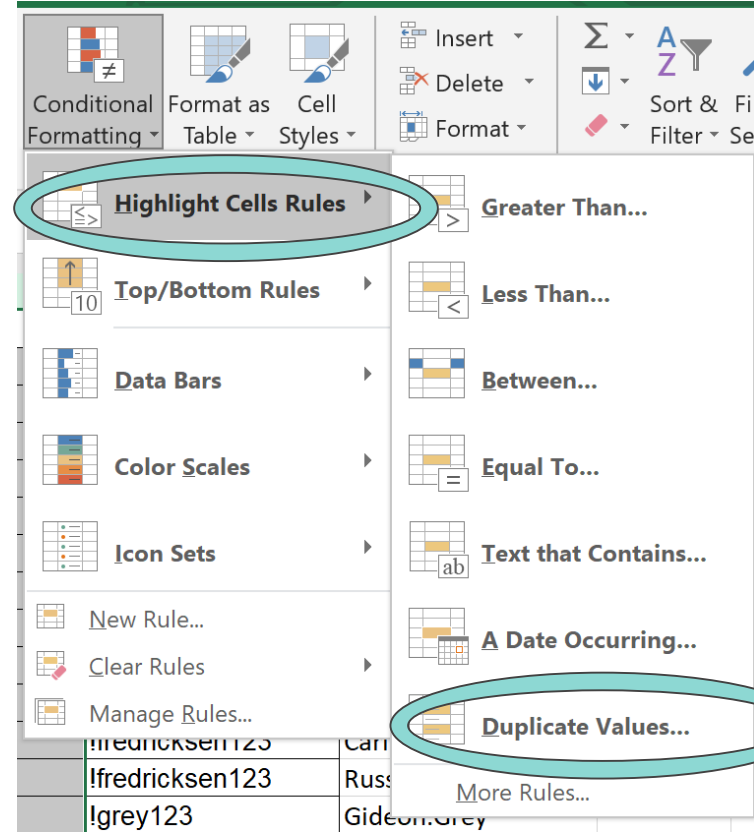 Conditional
Formatting
Format as
Table
Cell
Styles
Insert
Delete
Format
Σ
A
Z
Sort &
Filter
≠
Highlight Cells Rules
≤
>
Top/Bottom Rules
10
Data Bars
Color Scales
Icon Sets
New Rule...
Clear Rules
Manage Rules...
Greater Than...
>
Less Than...
<
Between...
Equal To...
=
Text that Contains...
ab
A Date Occurring...
Duplicate Values...
More Rules...
!fredricksen123
!fredricksen123
!grey123
Gideon.Grey